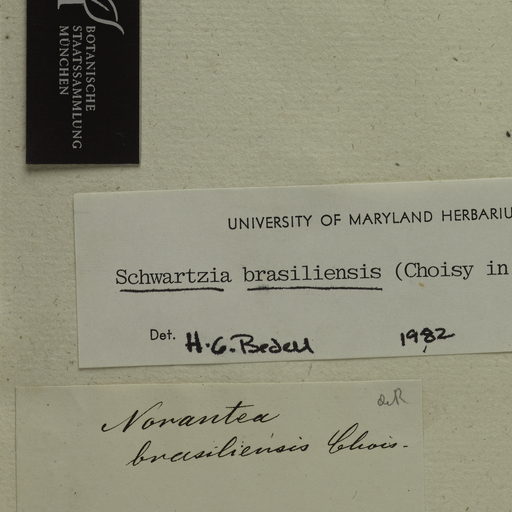 BOTANISCHE
STAATSSAMMLUNG
MÜNCHEN
UNIVERSITY OF MARYLAND HERBARIU
Schwartzia brasiliensis (Choisy in
Det. H.G. Bedell 1982
Norantea
brasiliensis Chois.